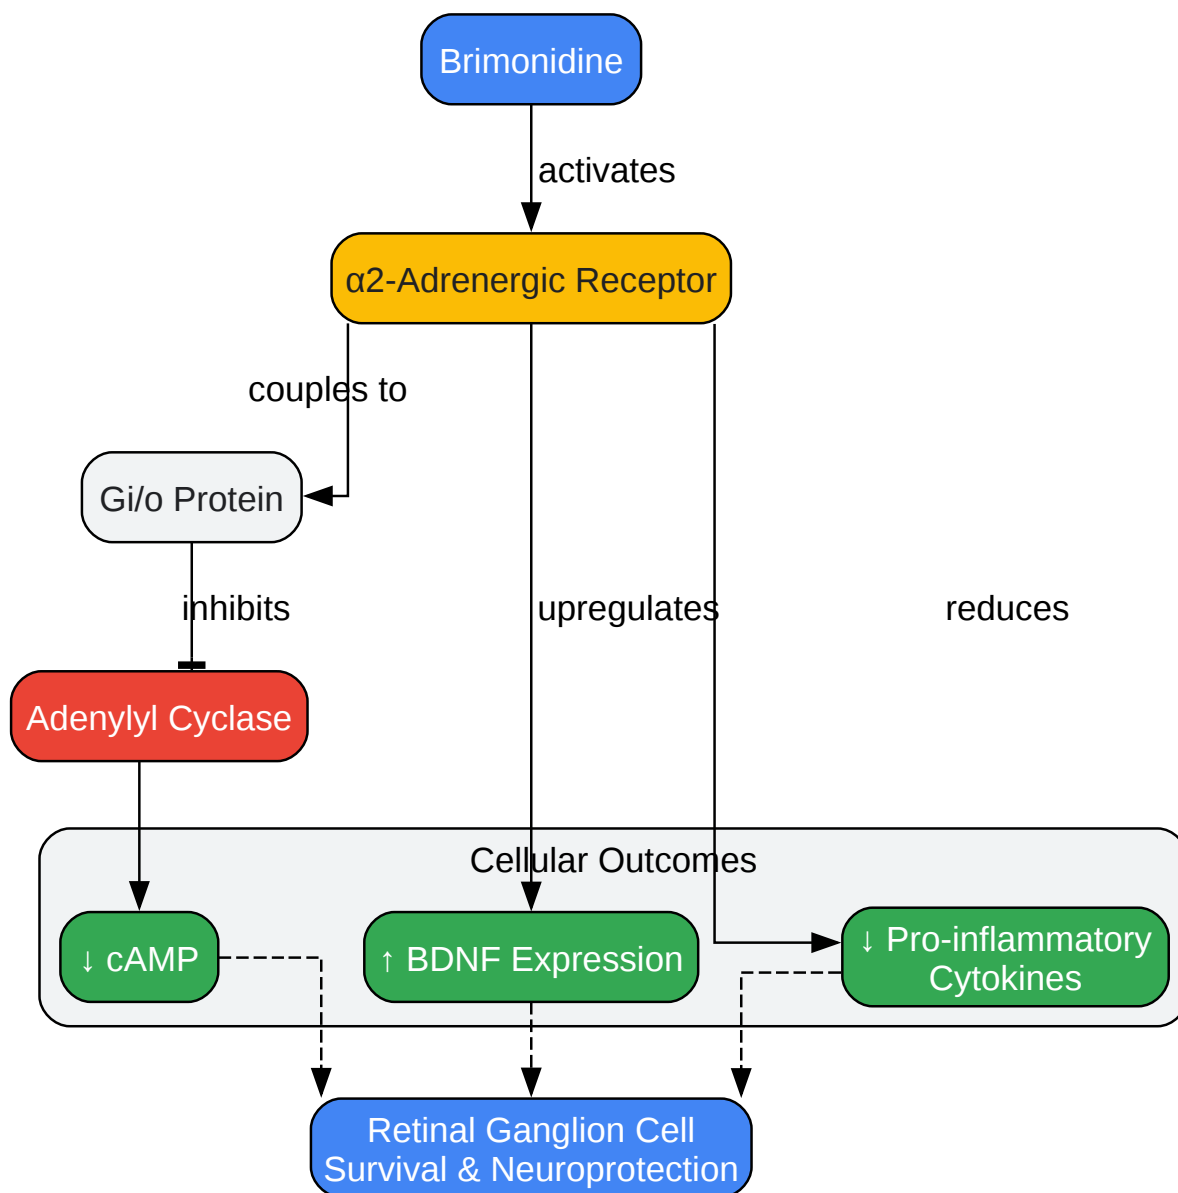 Brimonidine
activates
α2-Adrenergic Receptor
couples to
Gi/o Protein
inhibits
upregulates
reduces
Adenylyl Cyclase
Cellular Outcomes
↓ cAMP
↑ BDNF Expression
↓ Pro-inflammatory
Cytokines
Retinal Ganglion Cell
Survival & Neuroprotection